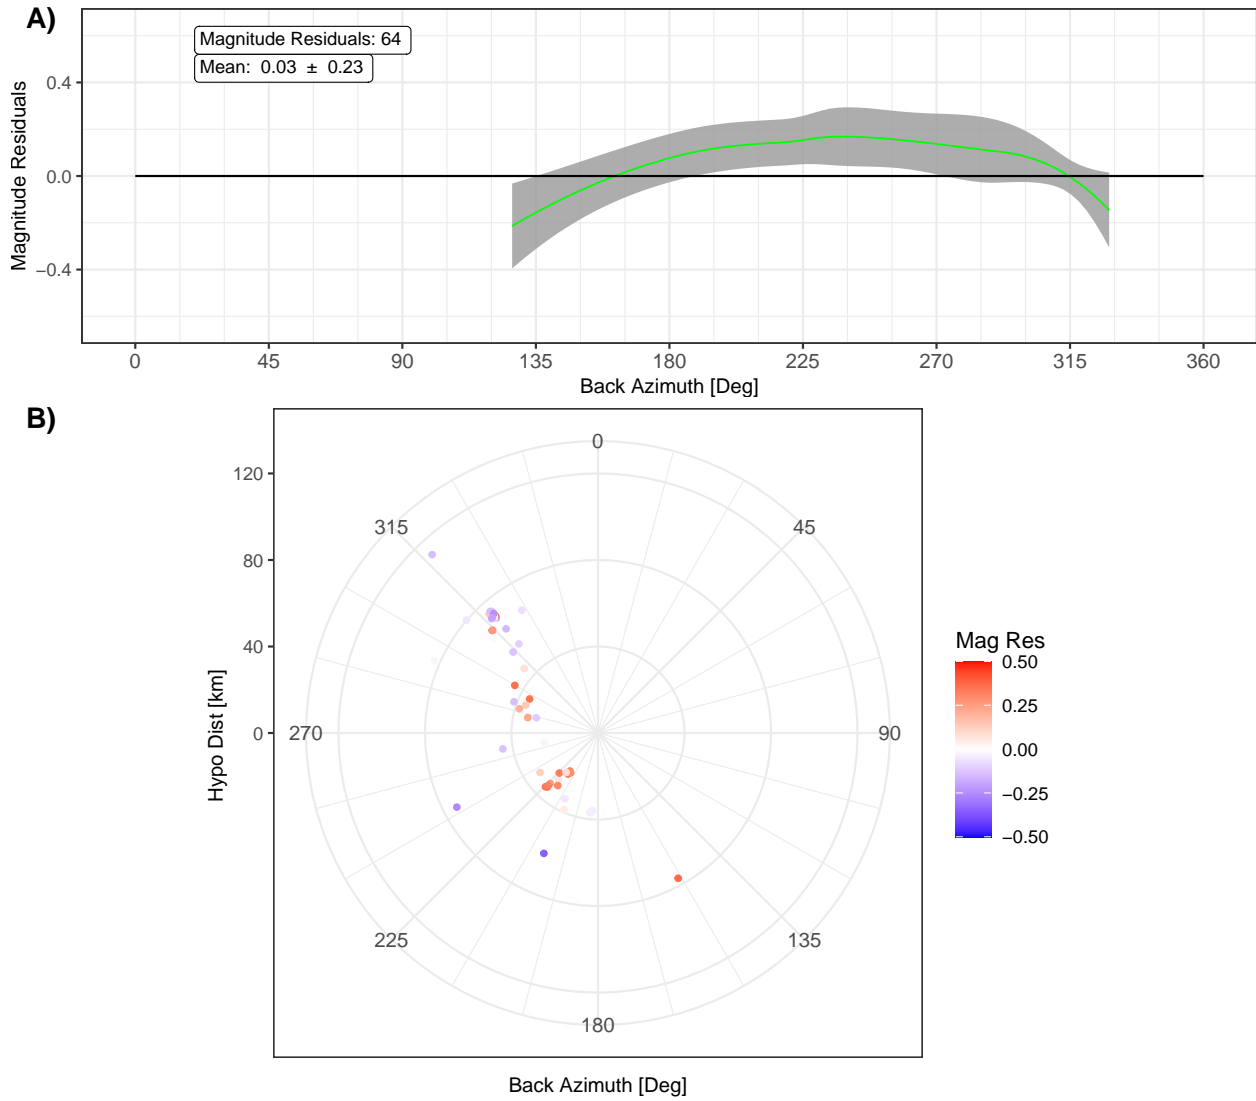 A)
Magnitude Residuals: 64
Mean:  0.03  ±  0.23
Magnitude Residuals
0.4
0.0
−0.4
0 45 90 135 180 225 270 315 360
Back Azimuth [Deg]
B)
Hypo Dist [km]
120
80
40
0
0
45
90
135
180
225
270
315
Back Azimuth [Deg]
Mag Res
0.50
0.25
0.00
−0.25
−0.50